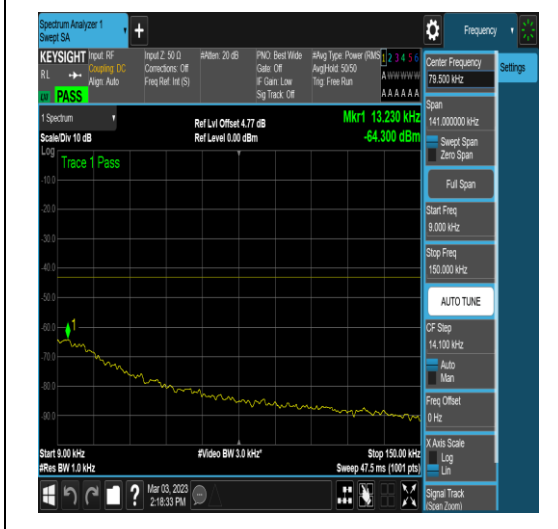 Spectrum Analyzer 1
Swept SA
+
Frequency
KEYSIGHT
RL
Input: RF
Coupling: DC
Align: Auto
Input Z: 50 Ω
Corrections: Off
Freq Ref: Int (S)
#Atten: 20 dB
PNO: Best Wide
Gate: Off
IF Gain: Low
Sig Track: Off
#Avg Type: Power (RMS
Avg|Hold: 50/50
Trig: Free Run
1 2 3 4 5 6
A W W W W W
A A A A A A
PASS
1 Spectrum
Scale/Div 10 dB
Ref Lvl Offset 4.77 dB
Ref Level 0.00 dBm
Mkr1 13.230 kHz
-64.300 dBm
Log
Trace 1 Pass
-10.0
-20.0
-30.0
-40.0
-50.0
-60.0
-70.0
-80.0
-90.0
1
Start 9.00 kHz
#Res BW 1.0 kHz
#Video BW 3.0 kHz*
Stop 150.00 kHz
Sweep 47.5 ms (1001 pts)
?
Mar 03, 2023
2:18:33 PM
Center Frequency
79.500 kHz
Span
141.000000 kHz
Swept Span
Zero Span
Full Span
Start Freq
9.000 kHz
Stop Freq
150.000 kHz
AUTO TUNE
CF Step
14.100 kHz
Auto
Man
Freq Offset
0 Hz
X Axis Scale
Log
Lin
Signal Track
(Span Zoom)
Settings